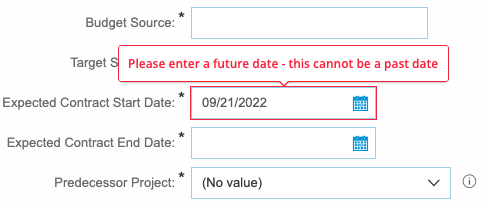 Budget Source: *
Target S
Please enter a future date - this cannot be a past date
Expected Contract Start Date: * 09/21/2022
Expected Contract End Date: *
Predecessor Project: * (No value)